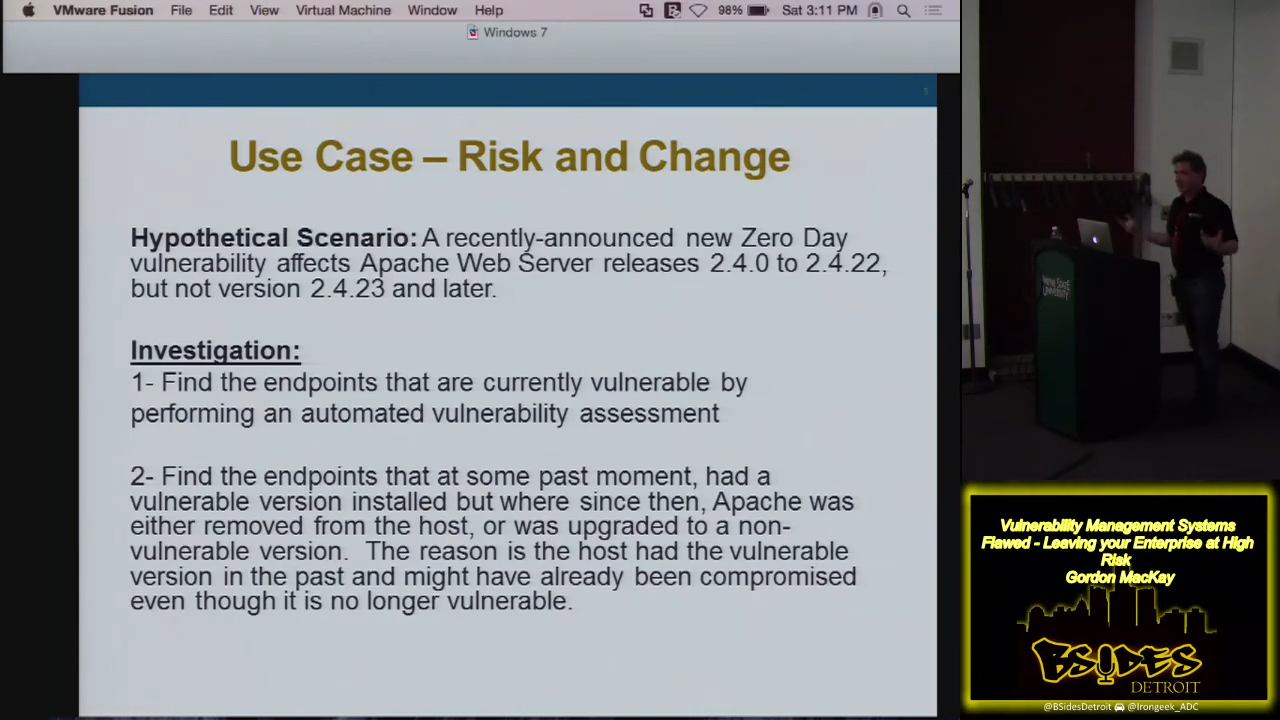 VMware Fusion File Edit View Virtual Machine Window Help 98% Sat 3:11 PM
Windows 7
5
Use Case – Risk and Change
Hypothetical Scenario: A recently-announced new Zero Day
vulnerability affects Apache Web Server releases 2.4.0 to 2.4.22,
but not version 2.4.23 and later.
Investigation:
1- Find the endpoints that are currently vulnerable by
performing an automated vulnerability assessment
2- Find the endpoints that at some past moment, had a
vulnerable version installed but where since then, Apache was
either removed from the host, or was upgraded to a non-
vulnerable version. The reason is the host had the vulnerable
version in the past and might have already been compromised
even though it is no longer vulnerable.
WAYNE STATE
UNIVERSITY
Vulnerability Management Systems
Flawed - Leaving your Enterprise at High
Risk
Gordon MacKay
BSIDES
DETROIT
@BSidesDetroit @Irongeek_ADC